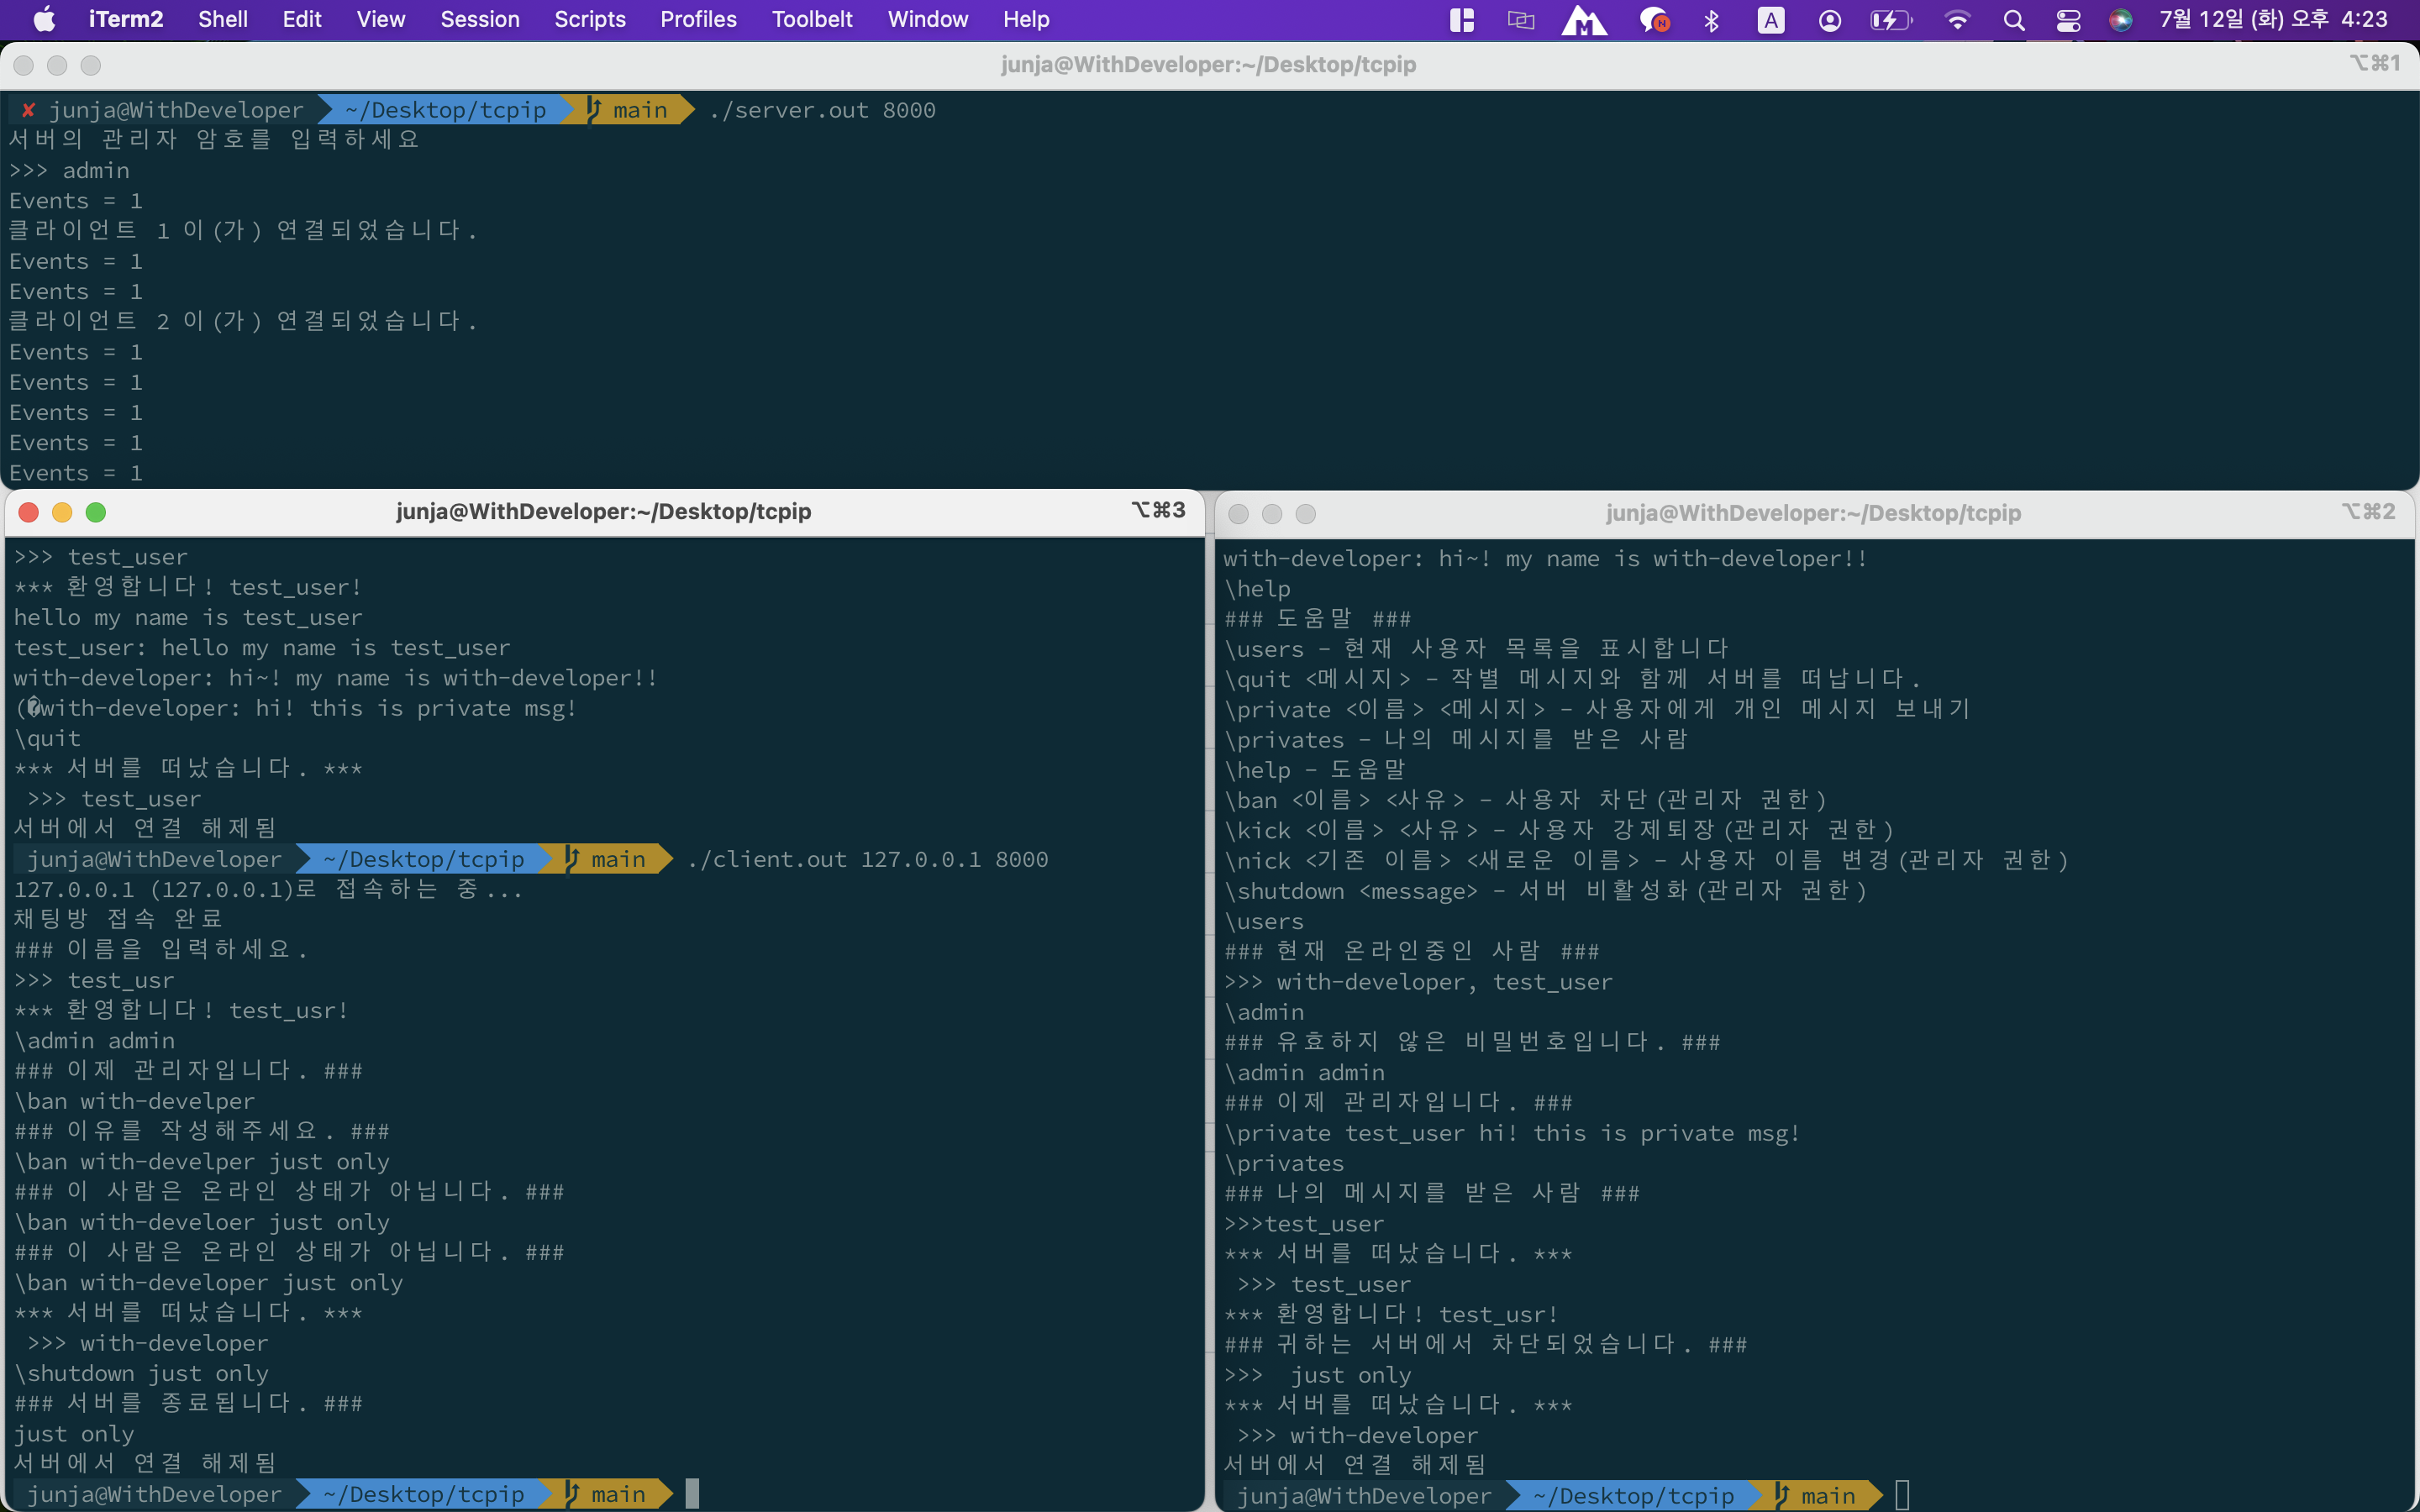 iTerm2 Shell Edit View Session Scripts Profiles Toolbelt Window Help A 7월 12일 (화) 오후 4:23
junja@WithDeveloper:~/Desktop/tcpip ⌥⌘1
✘ junja@WithDeveloper ~/Desktop/tcpip main ./server.out 8000
서버의 관리자 암호를 입력하세요
>>> admin
Events = 1
클라이언트 1 이(가) 연결되었습니다.
Events = 1
Events = 1
클라이언트 2 이(가) 연결되었습니다.
Events = 1
Events = 1
Events = 1
Events = 1
Events = 1
junja@WithDeveloper:~/Desktop/tcpip ⌥⌘3
>>> test_user
*** 환영합니다! test_user!
hello my name is test_user
test_user: hello my name is test_user
with-developer: hi~! my name is with-developer!!
(�with-developer: hi! this is private msg!
\quit
*** 서버를 떠났습니다. ***
>>> test_user
서버에서 연결 해제됨
junja@WithDeveloper ~/Desktop/tcpip main ./client.out 127.0.0.1 8000
127.0.0.1 (127.0.0.1)로 접속하는 중...
채팅방 접속 완료
### 이름을 입력하세요.
>>> test_usr
*** 환영합니다! test_usr!
\admin admin
### 이제 관리자입니다. ###
\ban with-develper
### 이유를 작성해주세요. ###
\ban with-develper just only
### 이 사람은 온라인 상태가 아닙니다. ###
\ban with-develoer just only
### 이 사람은 온라인 상태가 아닙니다. ###
\ban with-developer just only
*** 서버를 떠났습니다. ***
>>> with-developer
\shutdown just only
### 서버를 종료됩니다. ###
just only
서버에서 연결 해제됨
junja@WithDeveloper ~/Desktop/tcpip main
junja@WithDeveloper:~/Desktop/tcpip ⌥⌘2
with-developer: hi~! my name is with-developer!!
\help
### 도움말 ###
\users - 현재 사용자 목록을 표시합니다
\quit <메시지> - 작별 메시지와 함께 서버를 떠납니다.
\private <이름> <메시지> - 사용자에게 개인 메시지 보내기
\privates - 나의 메시지를 받은 사람
\help - 도움말
\ban <이름> <사유> - 사용자 차단(관리자 권한)
\kick <이름> <사유> - 사용자 강제퇴장(관리자 권한)
\nick <기존 이름> <새로운 이름> - 사용자 이름 변경(관리자 권한)
\shutdown <message> - 서버 비활성화(관리자 권한)
\users
### 현재 온라인중인 사람 ###
>>> with-developer, test_user
\admin
### 유효하지 않은 비밀번호입니다. ###
\admin admin
### 이제 관리자입니다. ###
\private test_user hi! this is private msg!
\privates
### 나의 메시지를 받은 사람 ###
>>>test_user
*** 서버를 떠났습니다. ***
>>> test_user
*** 환영합니다! test_usr!
### 귀하는 서버에서 차단되었습니다. ###
>>>  just only
*** 서버를 떠났습니다. ***
>>> with-developer
서버에서 연결 해제됨
junja@WithDeveloper ~/Desktop/tcpip main